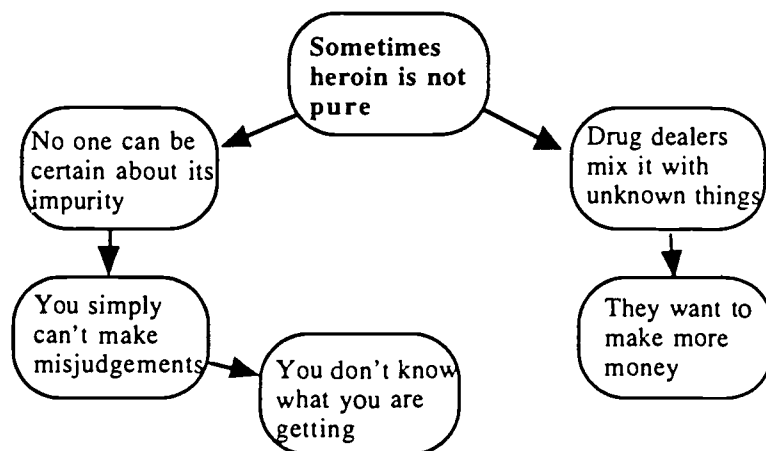 Sometimes
heroin is not
pure
No one can be
certain about its
impurity
Drug dealers
mix it with
unknown things
You simply
can't make
misjudgements
You don't know
what you are
getting
They want to
make more
money